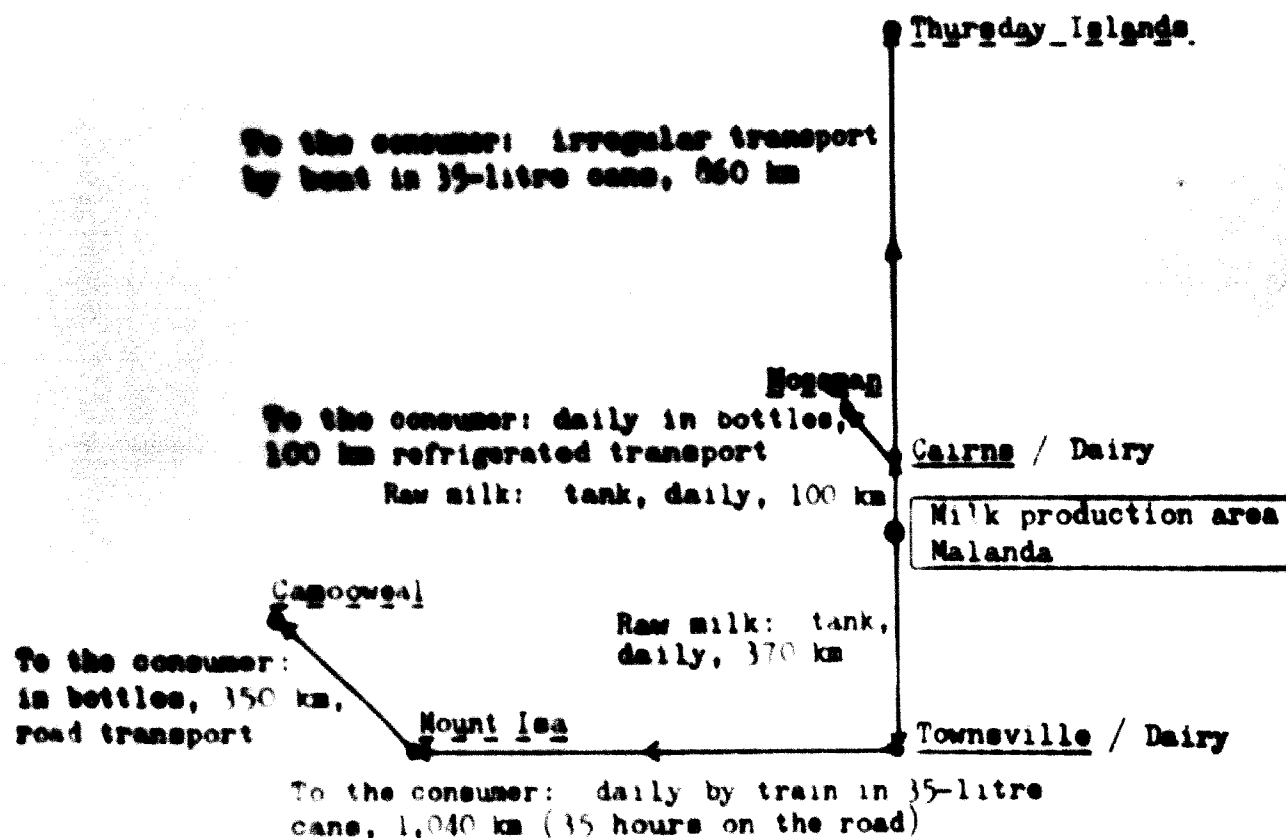 Thursday Islands
To the consumer: irregular transport
by boat in 35-litre cans, 860 km
Mossman
To the consumer: daily in bottles,
100 km refrigerated transport
Cairns / Dairy
Raw milk: tank, daily, 100 km
Milk production area
Malanda
Camooweal
Raw milk: tank,
daily, 370 km
To the consumer:
in bottles, 350 km,
road transport
Mount Isa
Townsville / Dairy
To the consumer: daily by train in 35-litre
cans, 1,040 km (35 hours on the road)